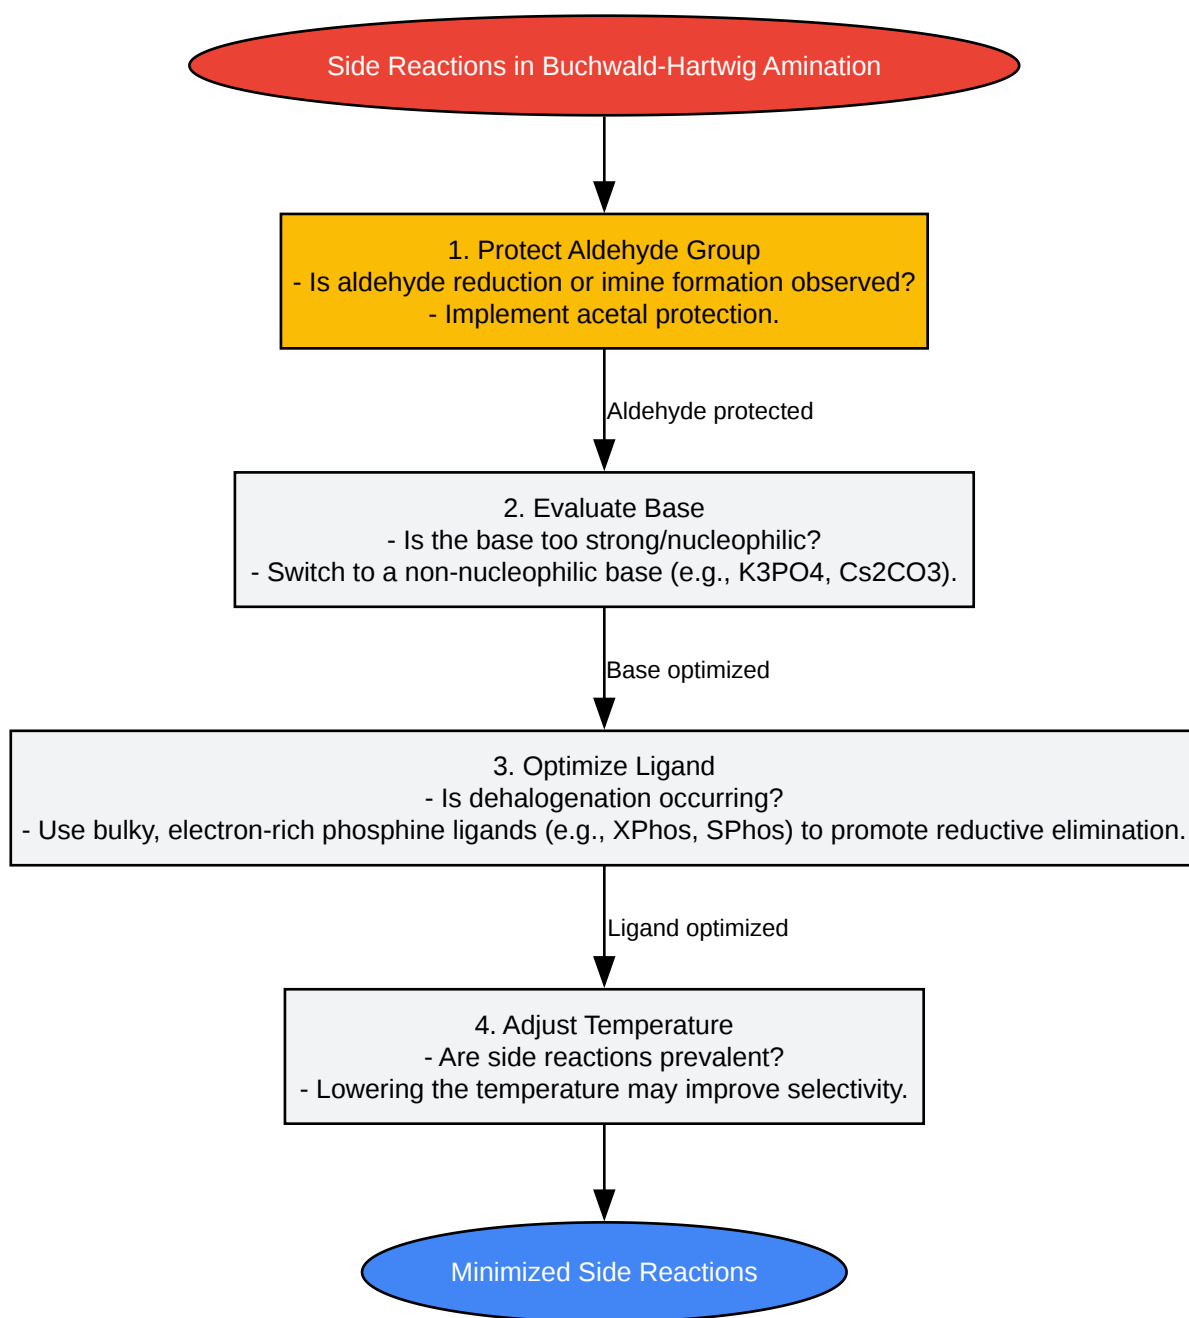 Side Reactions in Buchwald-Hartwig Amination
1. Protect Aldehyde Group
- Is aldehyde reduction or imine formation observed?
- Implement acetal protection.
Aldehyde protected
2. Evaluate Base
- Is the base too strong/nucleophilic?
- Switch to a non-nucleophilic base (e.g., K3PO4, Cs2CO3).
Base optimized
3. Optimize Ligand
- Is dehalogenation occurring?
- Use bulky, electron-rich phosphine ligands (e.g., XPhos, SPhos) to promote reductive elimination.
Ligand optimized
4. Adjust Temperature
- Are side reactions prevalent?
- Lowering the temperature may improve selectivity.
Minimized Side Reactions